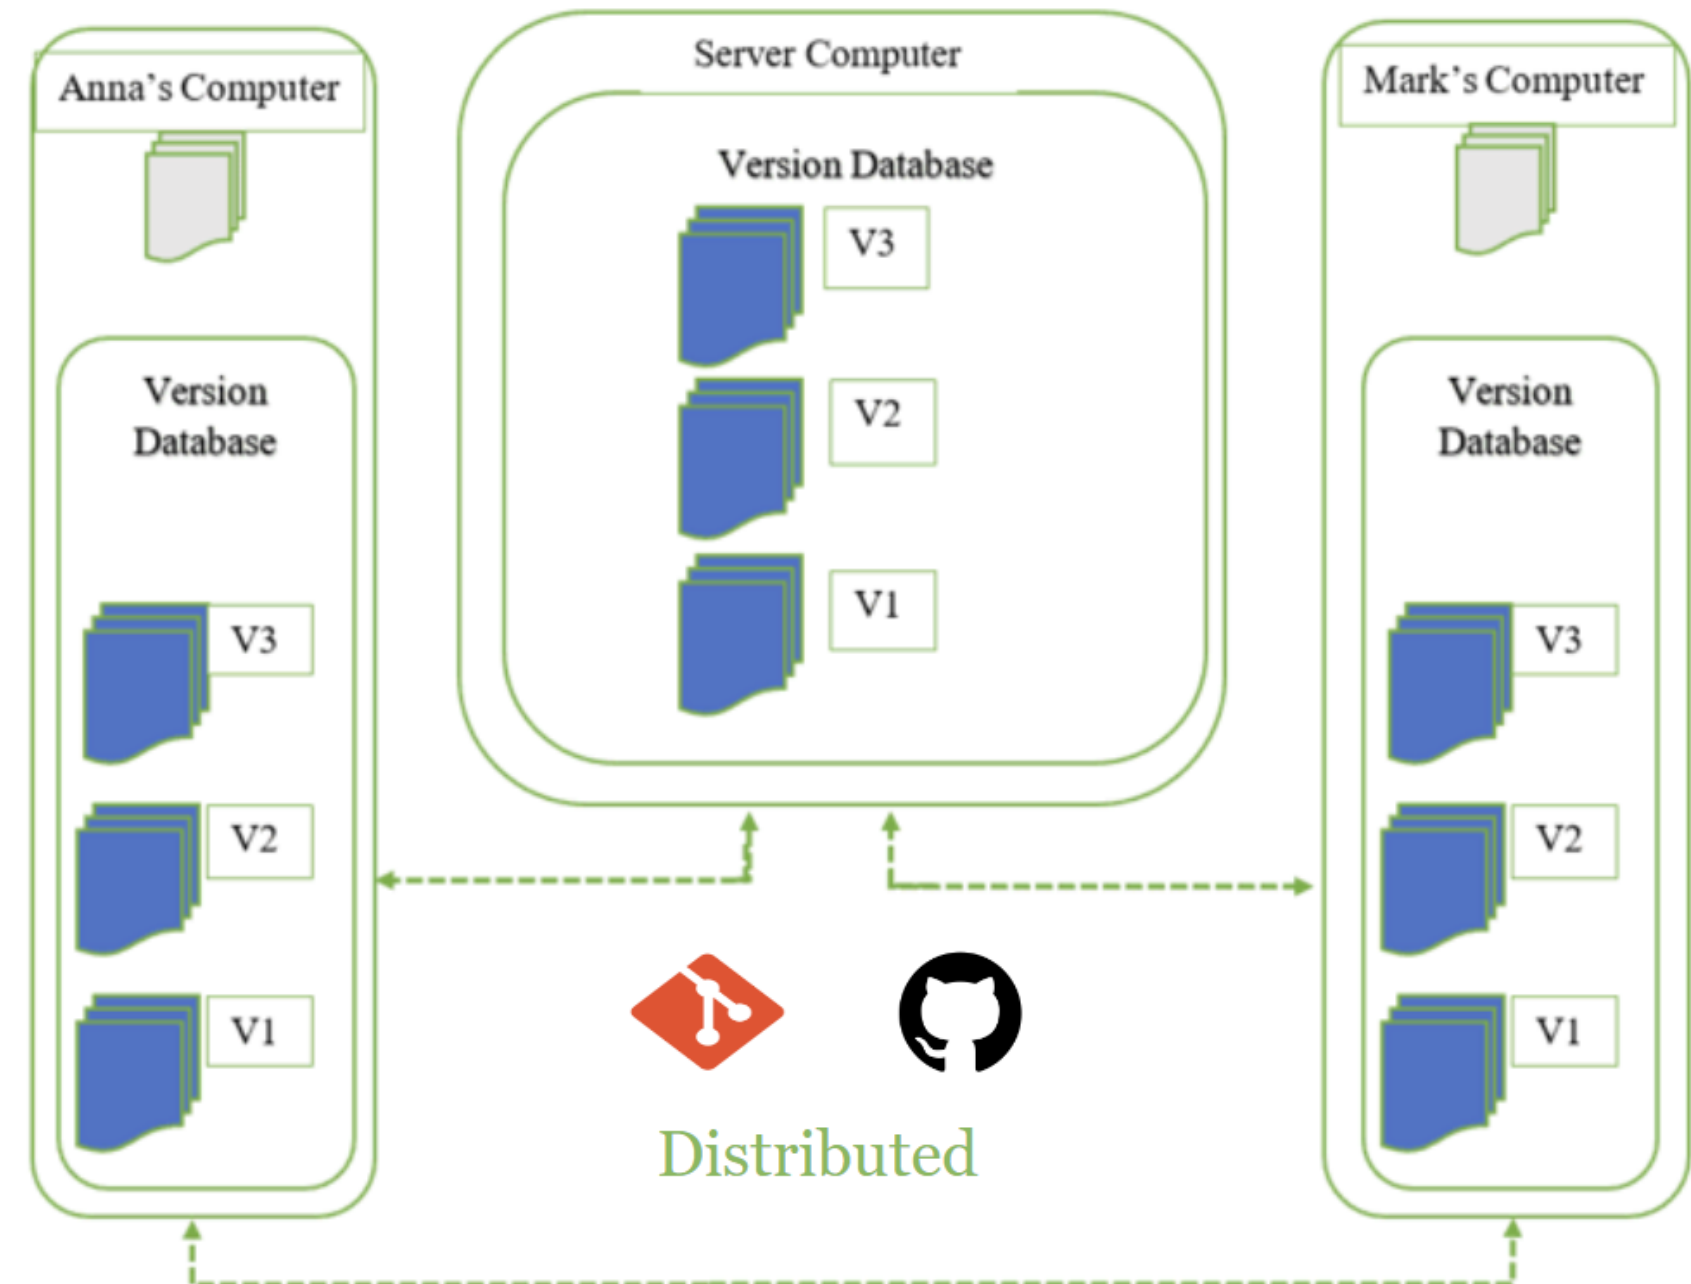 Anna's Computer
Version
Database
V3
V2
V1
Server Computer
Version Database
V3
V2
V1
Distributed
Mark's Computer
Version
Database
V3
V2
V1